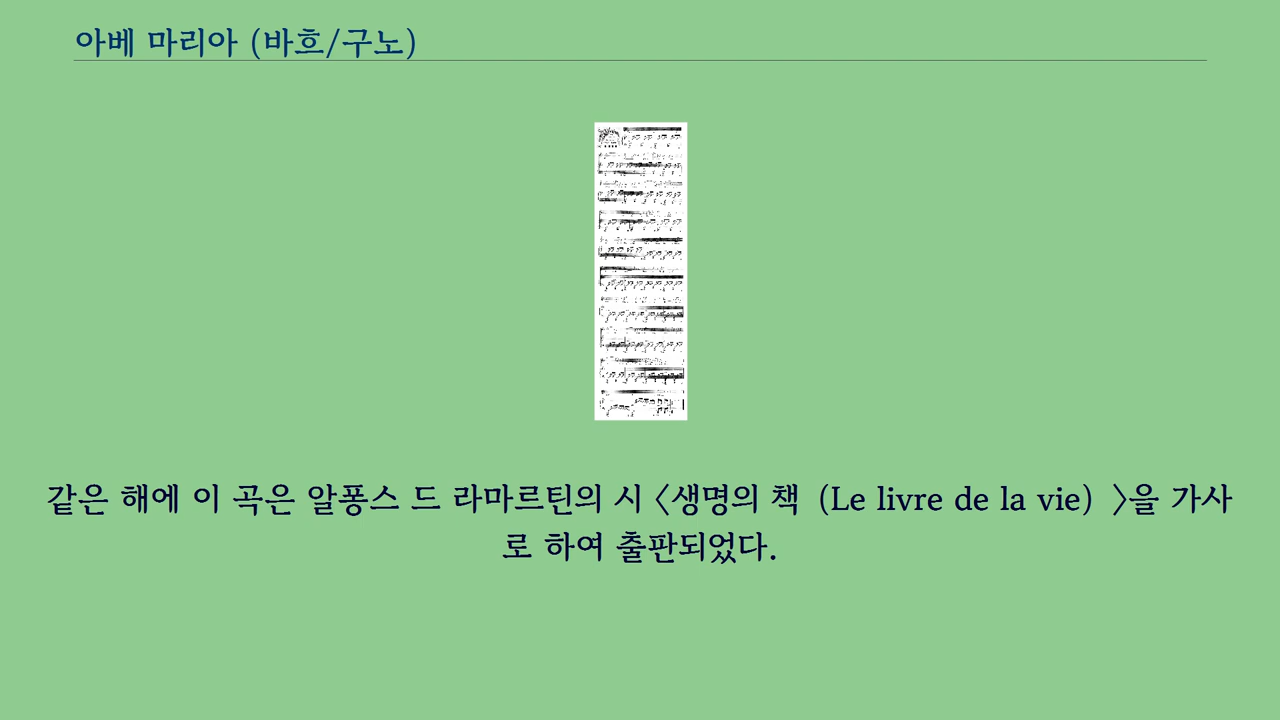 아베 마리아 (바흐/구노)
같은 해에 이 곡은 알퐁스 드 라마르틴의 시 〈생명의 책 (Le livre de la vie) 〉을 가사
로 하여 출판되었다.